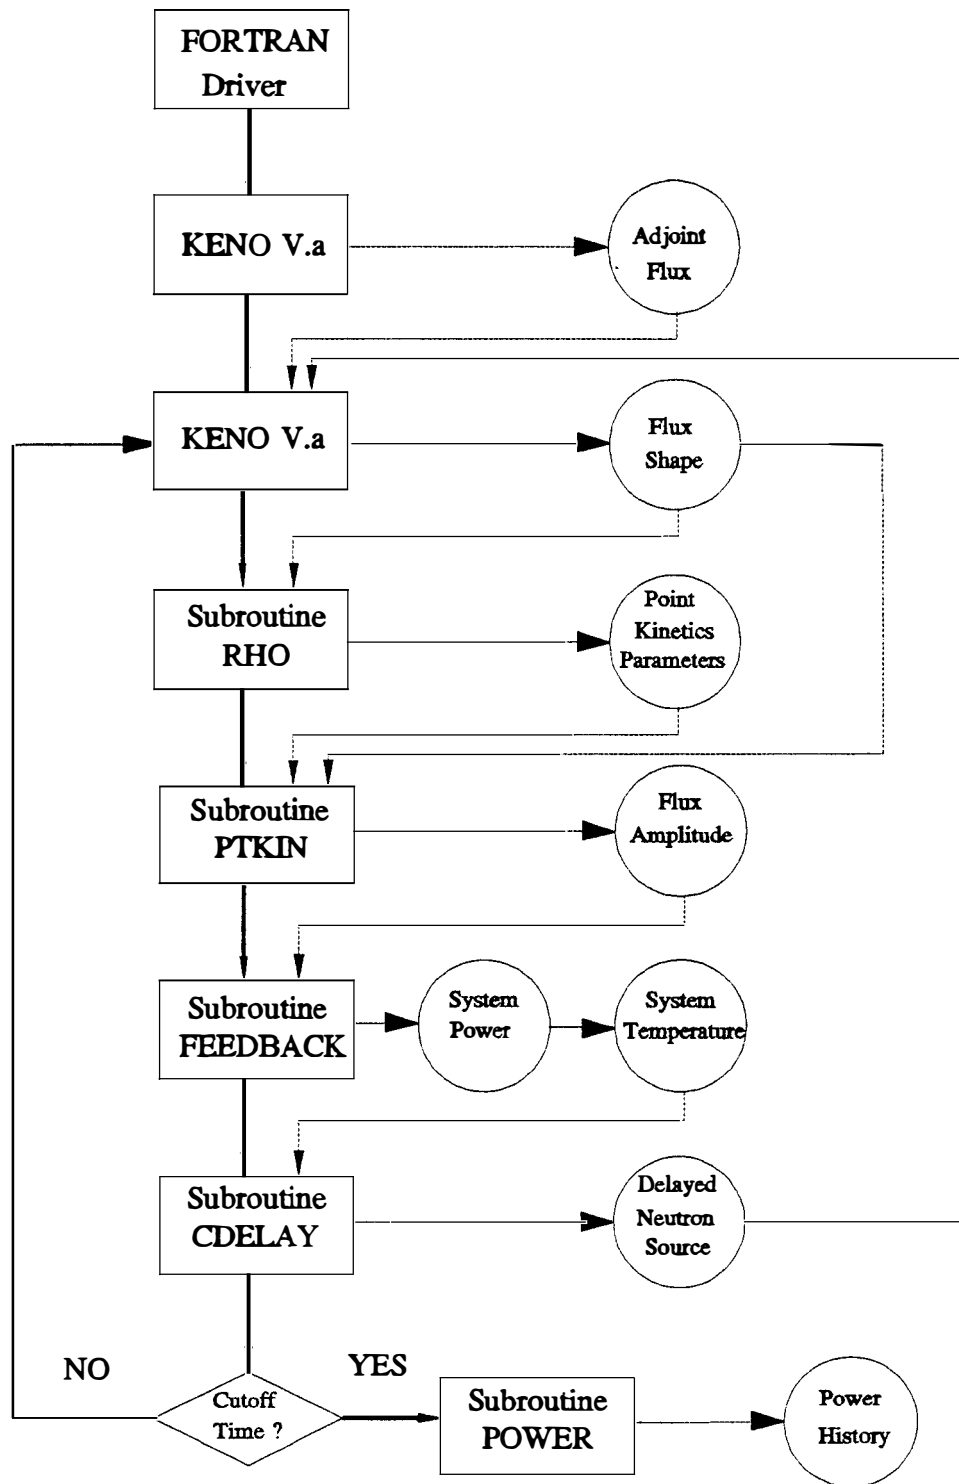 FORTRAN
Driver
KENO V.a
Adjoint
Flux
KENO V.a
Flux
Shape
Subroutine
RHO
Point
Kinetics
Parameters
Subroutine
PTKIN
Flux
Amplitude
Subroutine
FEEDBACK
System
Power
System
Temperature
Subroutine
CDELAY
Delayed
Neutron
Source
NO
YES
Cutoff
Time ?
Subroutine
POWER
Power
History